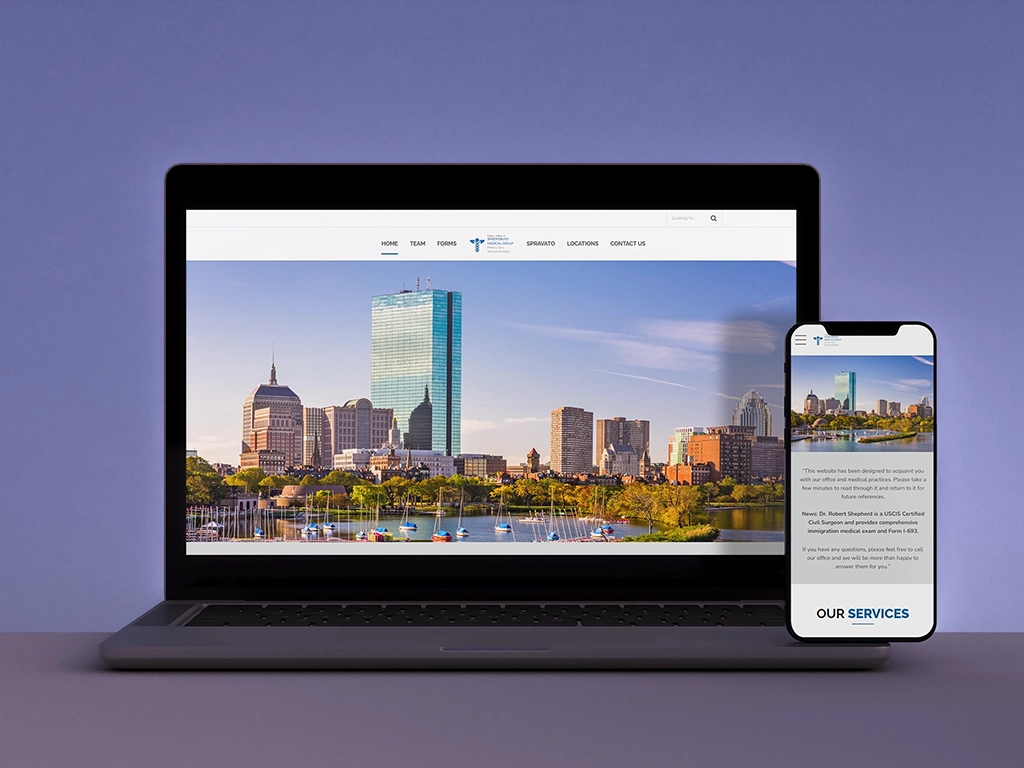 Looking for...
HOME TEAM FORMS
MEDICAL GROUP
SPRAVATO LOCATIONS CONTACT US
MEDICAL GROUP
"This website has been designed to acquaint you
with our office and medical practices. Please take a
few minutes to read through it and return to it for
future references.
News: Dr. Robert Shepherd is a USCIS Certified
Civil Surgeon and provides comprehensive
immigration medical exam and Form I-693.
If you have any questions, please feel free to call
our office and we will be more than happy to
answer them for you."
OUR SERVICES